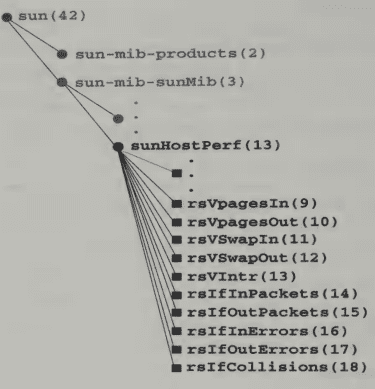 sun(42)
sun-mib-products(2)
sun-mib-sunMib(3)
sunHostPerf(13)
rsVpagesIn(9)
rsVpagesOut(10)
rsVSwapIn(11)
rsVSwapOut(12)
rsVIntr(13)
rsIfInPackets(14)
rsIfOutPackets(15)
rsIfInErrors(16)
rsIfOutErrors(17)
rsIfCollisions(18)